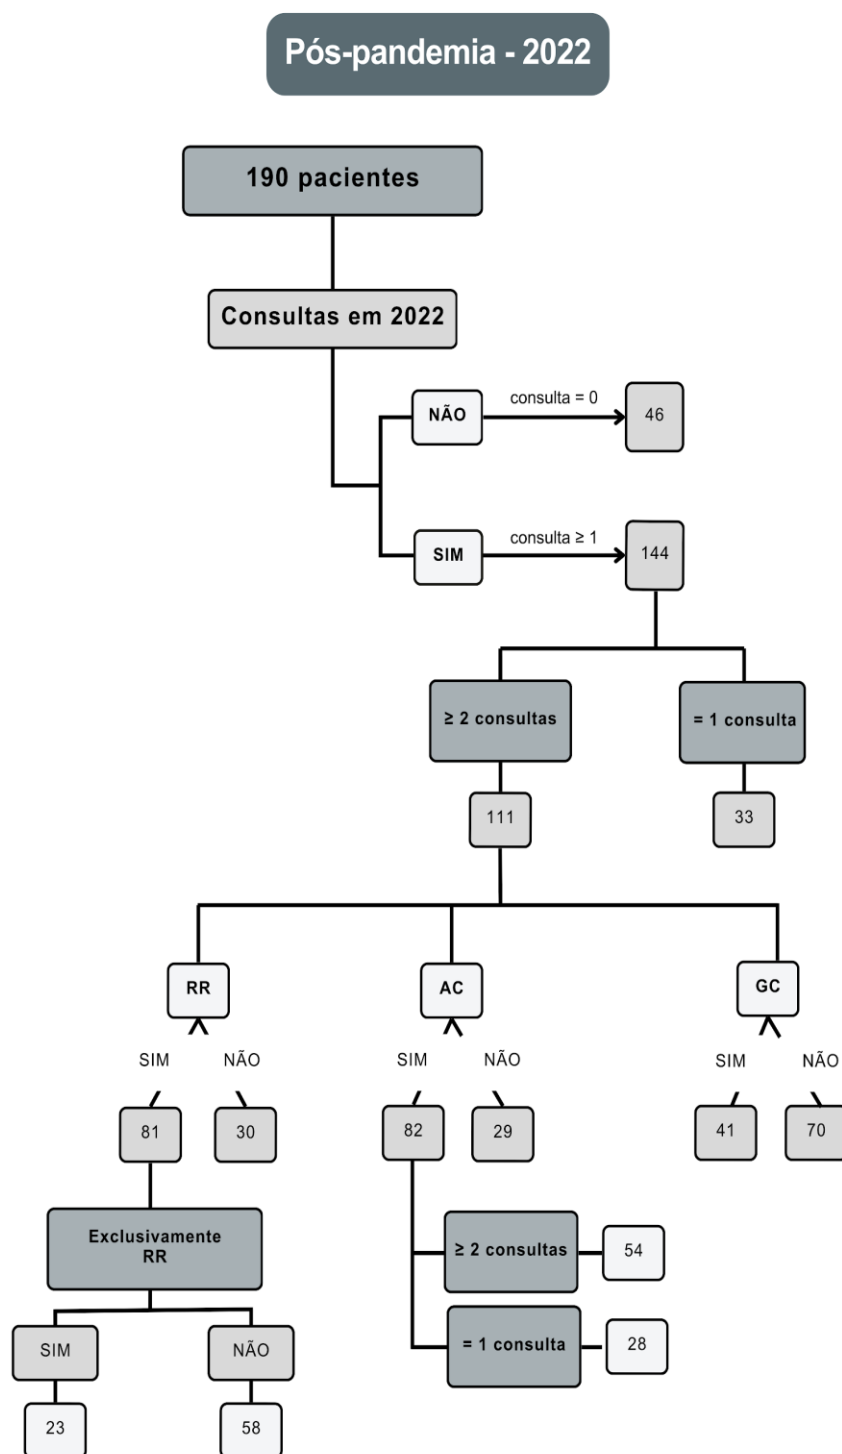 Pós-pandemia - 2022
190 pacientes
Consultas em 2022
NÃO
consulta = 0
46
SIM
consulta ≥ 1
144
≥ 2 consultas
= 1 consulta
111
33
RR
AC
GC
SIM
NÃO
SIM
NÃO
SIM
NÃO
81
30
82
29
41
70
Exclusivamente
RR
≥ 2 consultas
54
SIM
NÃO
= 1 consulta
28
23
58